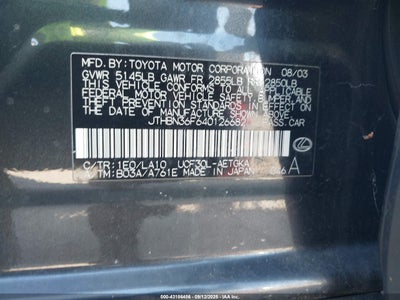 MFD. BY: TOYOTA MOTOR CORPORATION 08/03
GVWR 5145LB GAWR FR 2855LB RR 2850LB
THIS VEHICLE CONFORMS TO ALL APPLICABLE
FEDERAL MOTOR VEHICLE SAFETY, BUMPER, AND
THEFT PREVENTION STANDARDS IN EFFECT ON
THE DATE OF MANUFACTURE SHOWN ABOVE.
JTHBN36F640126682 PASS.CAR
C/TR:1E0/LA10 UCF30L-AETGKA
A/TM:B03A/A761E MADE IN JAPAN A